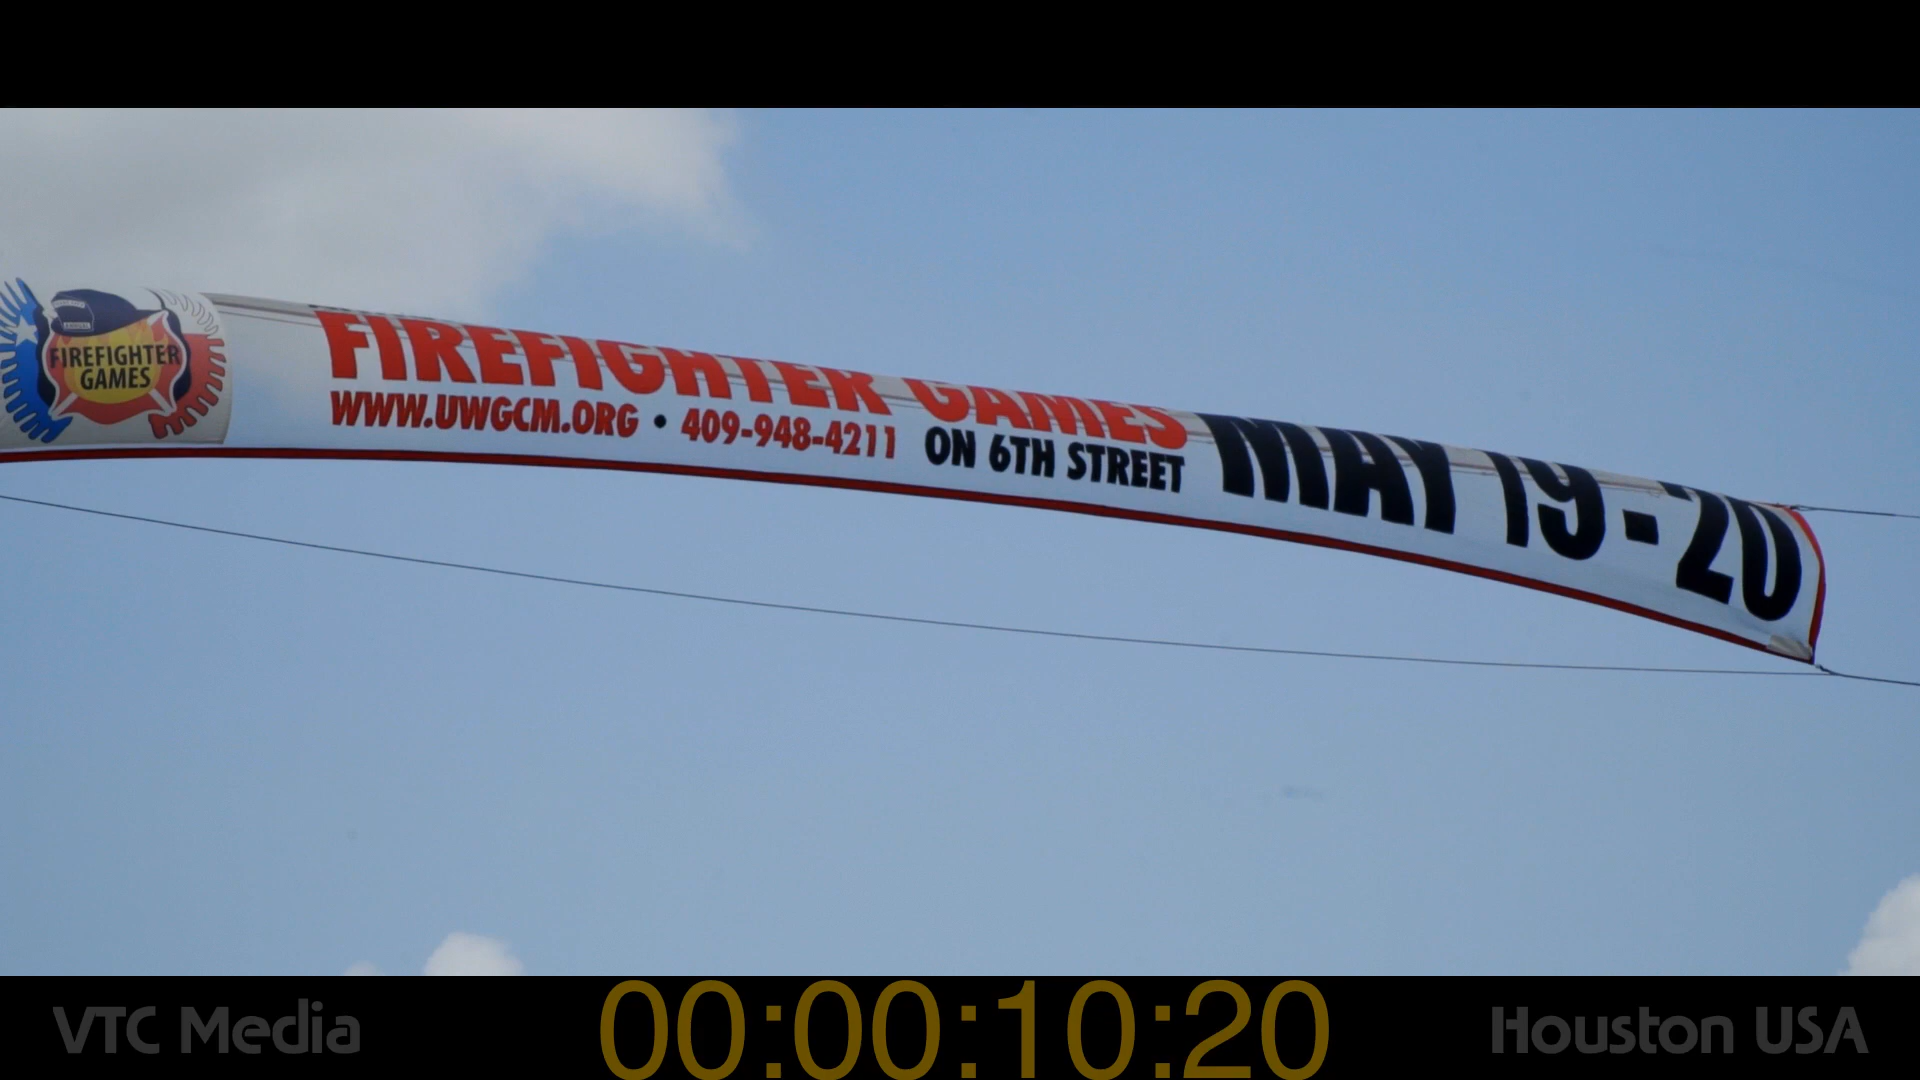 FIREFIGHTER
GAMES
FIREFIGHTER GAMES
WWW.UWGCM.ORG • 409-948-4211
ON 6TH STREET
MAY 19-20
VTC Media
00:00:10:20
Houston USA